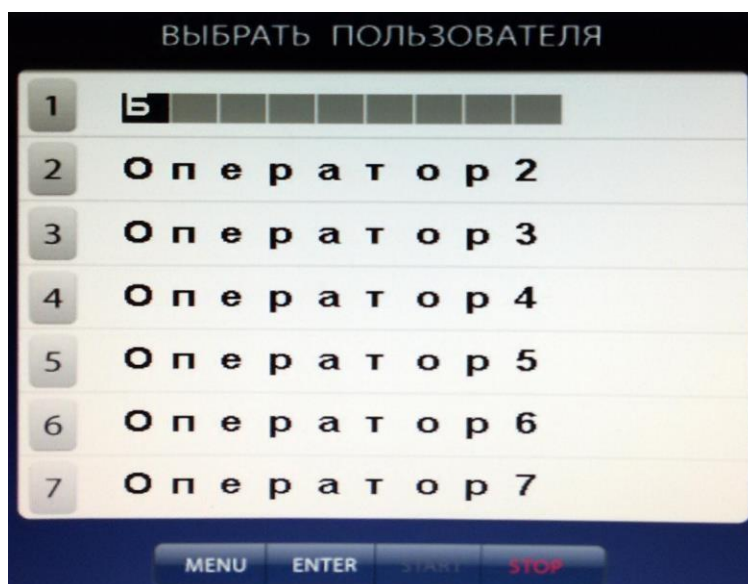 ВЫБРАТЬ ПОЛЬЗОВАТЕЛЯ
1 Б
2 Оператор2
3 Оператор3
4 Оператор4
5 Оператор5
6 Оператор6
7 Оператор7
MENU ENTER START STOP